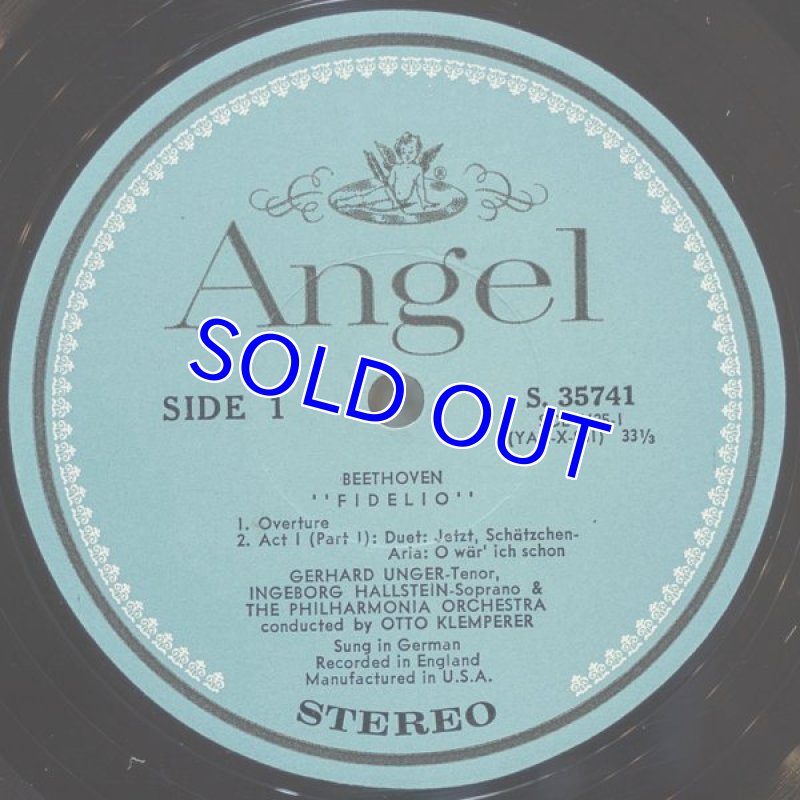 ®
Angel
SOLD OUT
SIDE 1
S. 35741
33⅓
BEETHOVEN
''FIDELIO''
1. Overture
2. Act I (Part I): Duet: Jetzt, Schätzchen-
Aria: O wär' ich schon
GERHARD UNGER-Tenor,
INGEBORG HALLSTEIN-Soprano &
THE PHILHARMONIA ORCHESTRA
conducted by OTTO KLEMPERER
Sung in German
Recorded in England
Manufactured in U.S.A.
STEREO